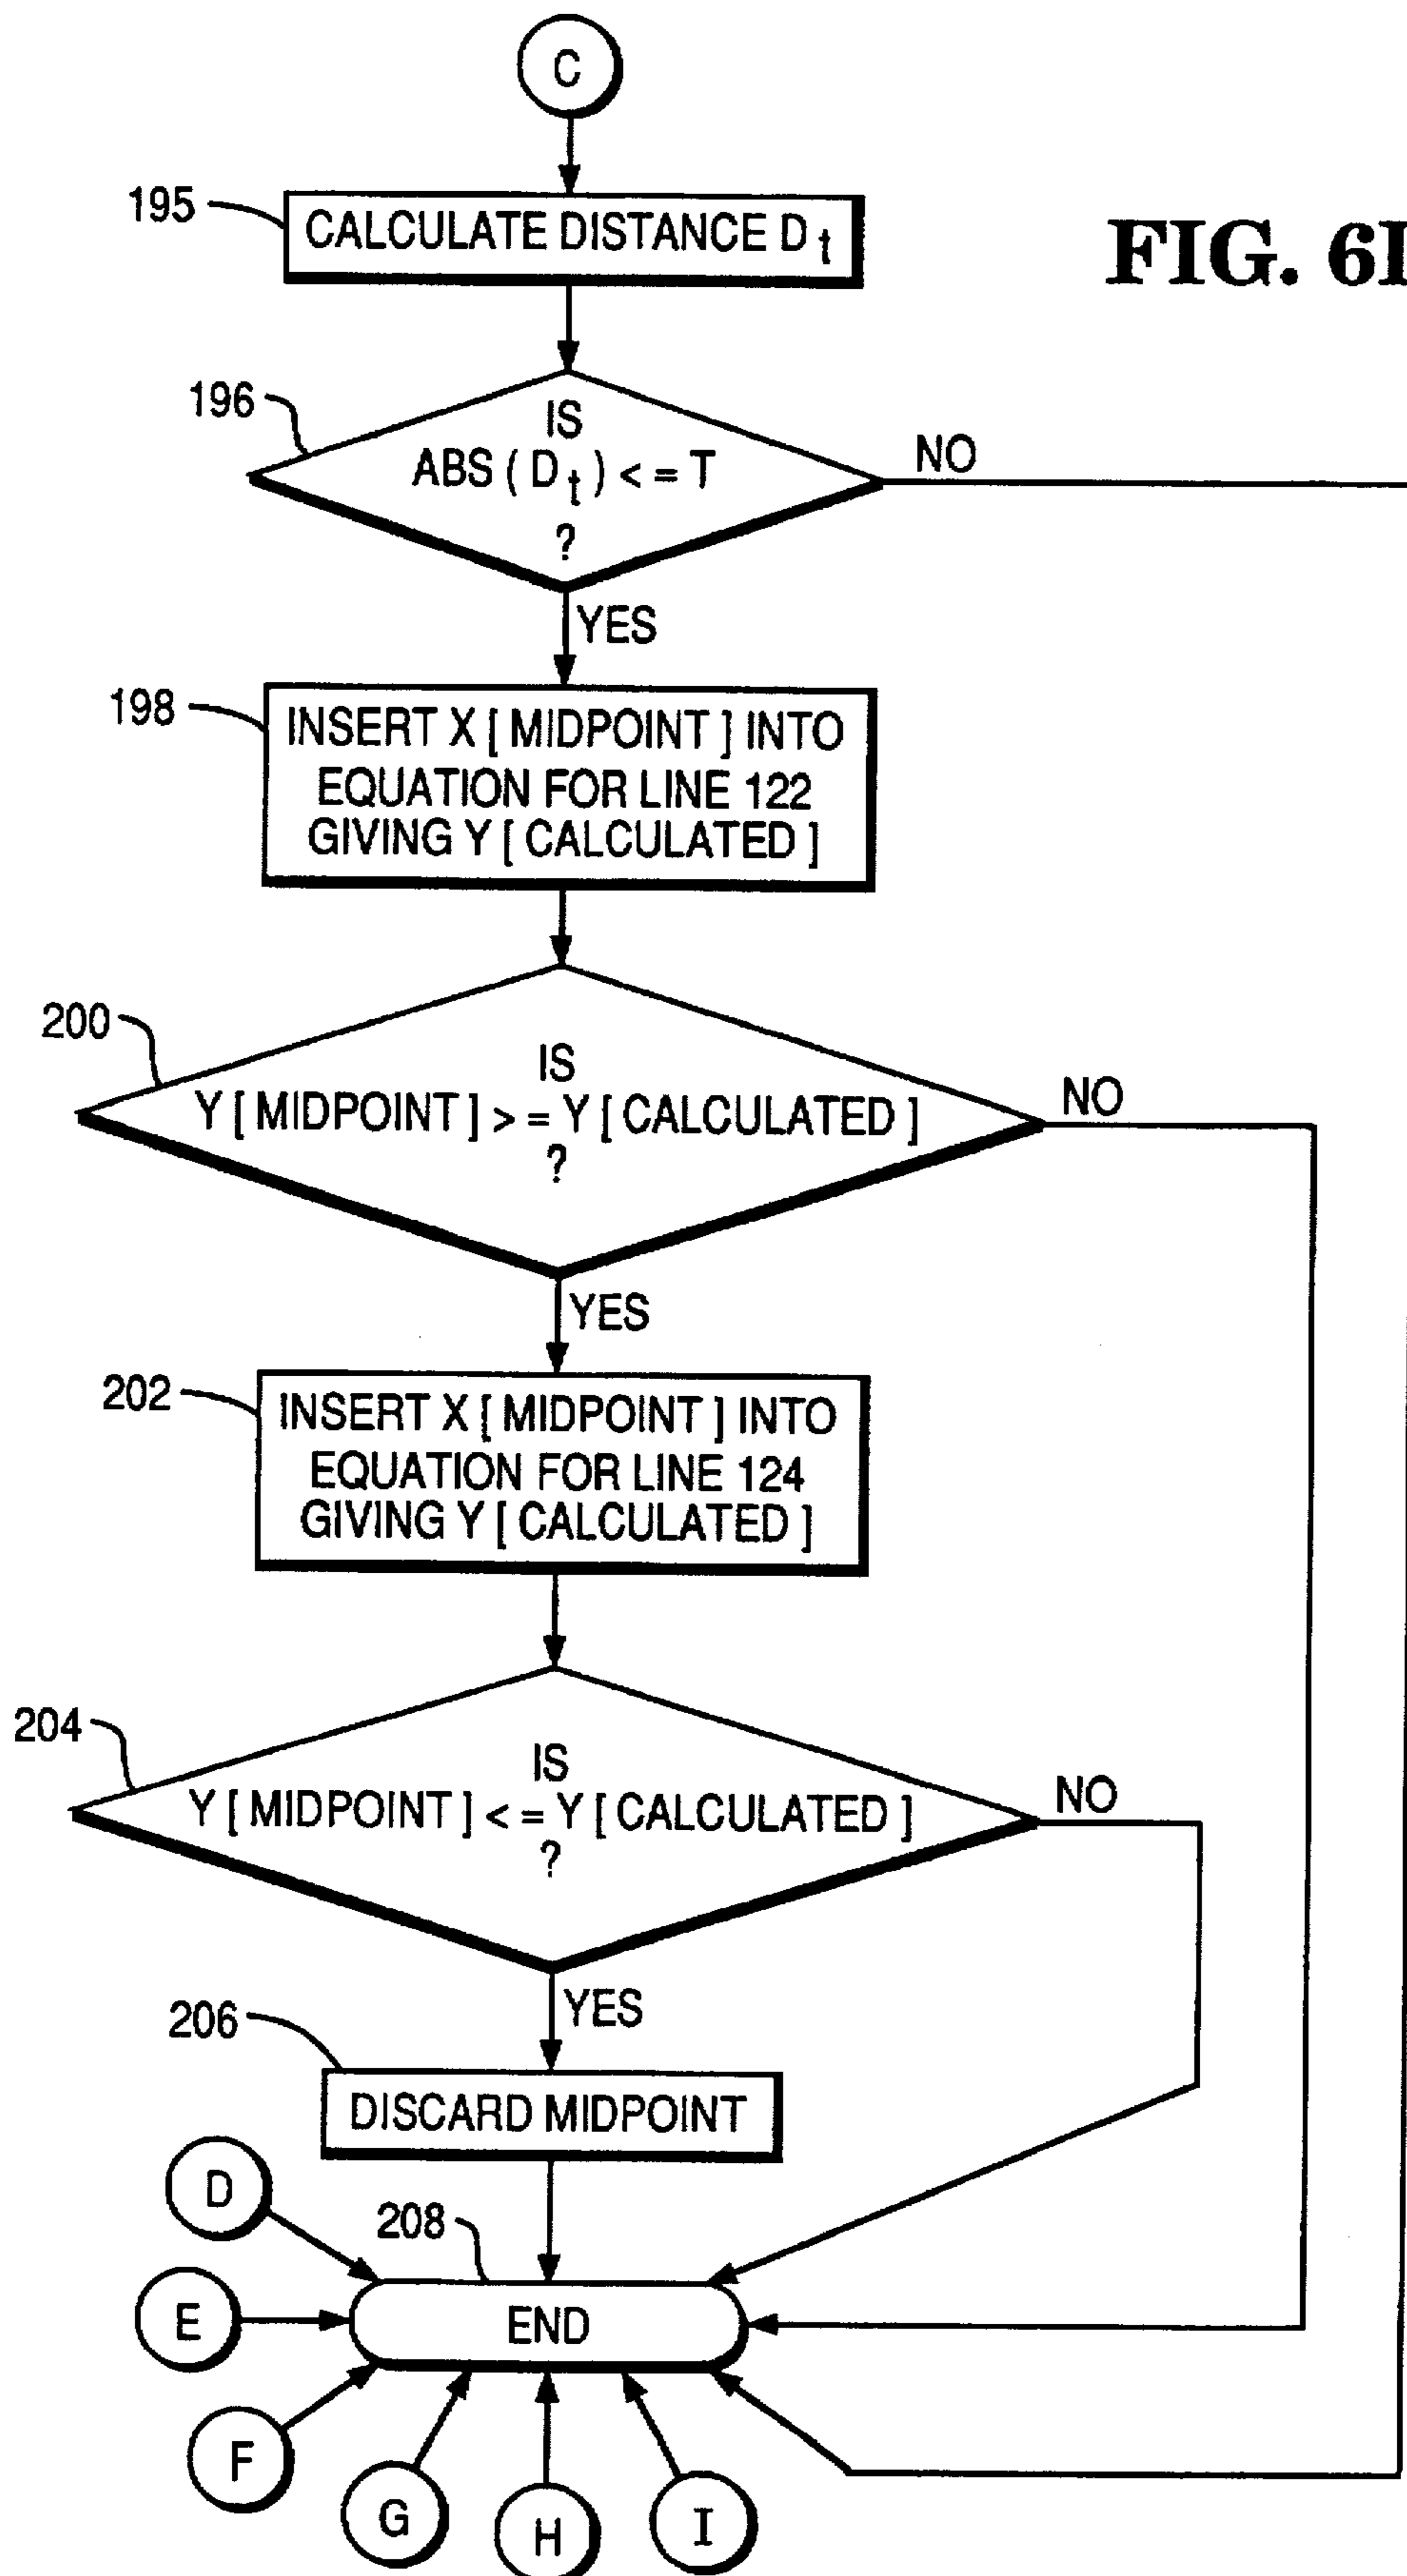 C
195
CALCULATE DISTANCE Dt
FIG. 6I
196
IS
ABS ( Dt ) < = T
?
NO
YES
198
INSERT X [ MIDPOINT ] INTO
EQUATION FOR LINE 122
GIVING Y [ CALCULATED ]
200
IS
Y [ MIDPOINT ] > = Y [ CALCULATED ]
?
NO
YES
202
INSERT X [ MIDPOINT ] INTO
EQUATION FOR LINE 124
GIVING Y [ CALCULATED ]
204
IS
Y [ MIDPOINT ] < = Y [ CALCULATED ]
?
NO
YES
206
DISCARD MIDPOINT
D
208
E
END
F
G
H
I